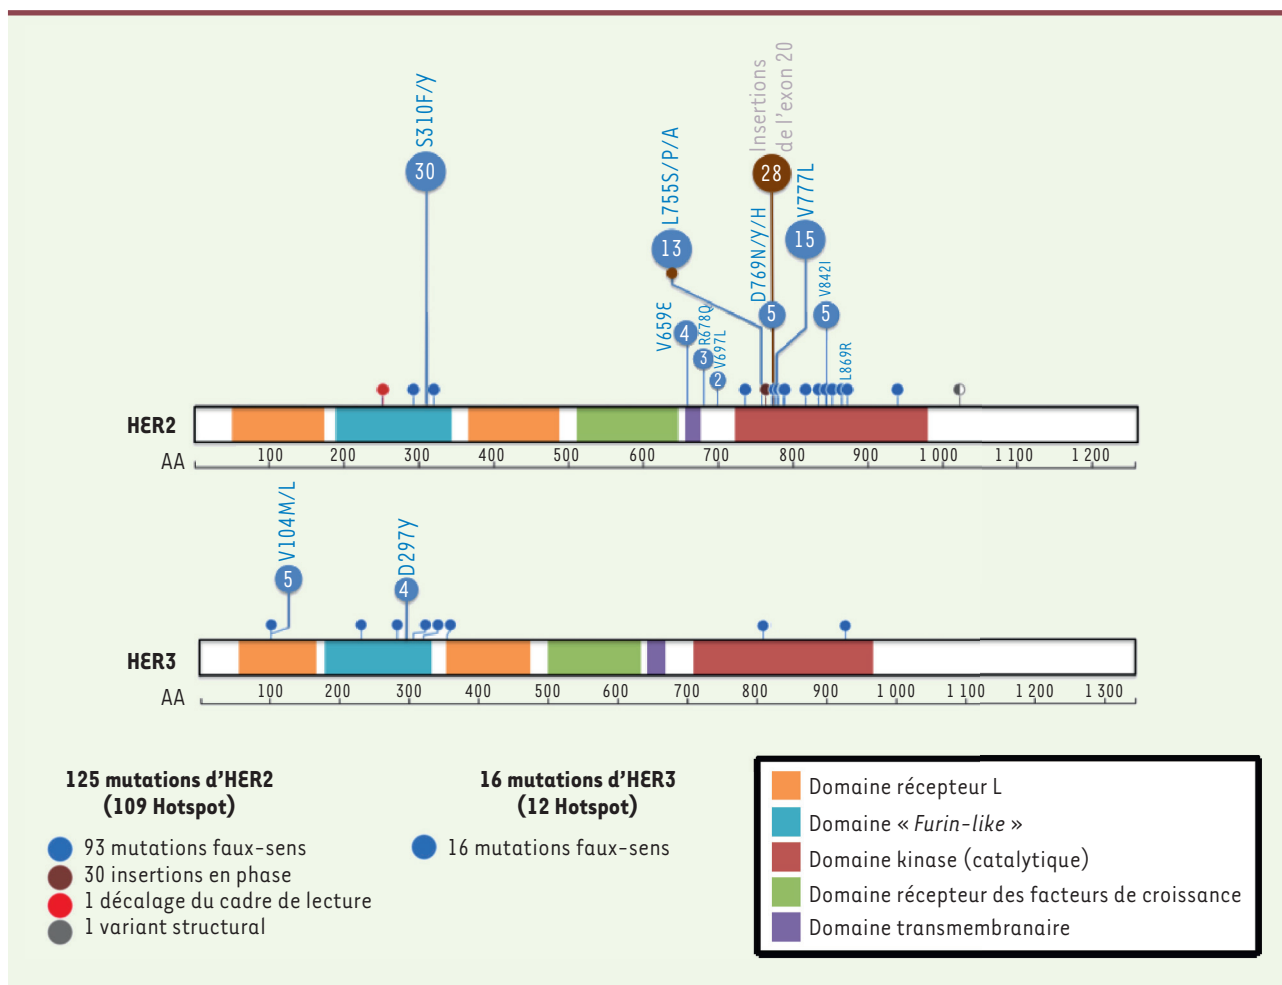 S310F/Y
30
L755S/P/A
13
Insertions
de l'exon 20
28
D769N/Y/H
5
V777L
15
V842I
5
V659E
4
R678Q
3
V697L
2
L869R
HER2
AA
100 200 300 400 500 600 700 800 900 1 000 1 100 1 200
V104M/L
5
D297Y
4
HER3
AA
100 200 300 400 500 600 700 800 900 1 000 1 100 1 200 1 300
125 mutations d'HER2
(109 Hotspot)
93 mutations faux-sens
30 insertions en phase
1 décalage du cadre de lecture
1 variant structural
16 mutations d'HER3
(12 Hotspot)
16 mutations faux-sens
Domaine récepteur L
Domaine « Furin-like »
Domaine kinase (catalytique)
Domaine récepteur des facteurs de croissance
Domaine transmembranaire